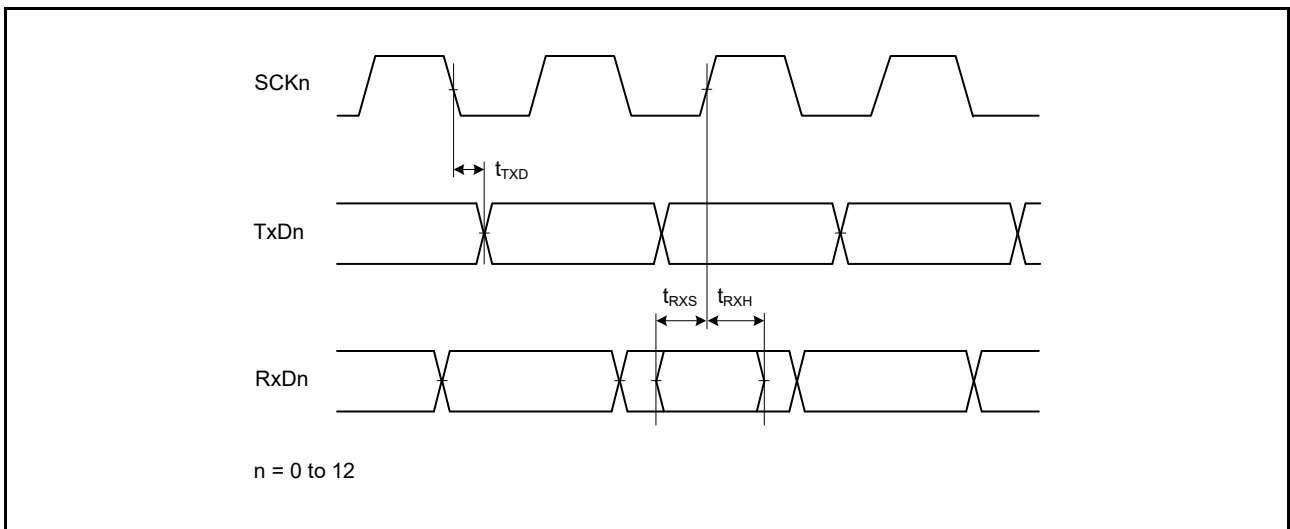 SCKn
tTXD
TxDn
tRXS tRXH
RxDn
n = 0 to 12